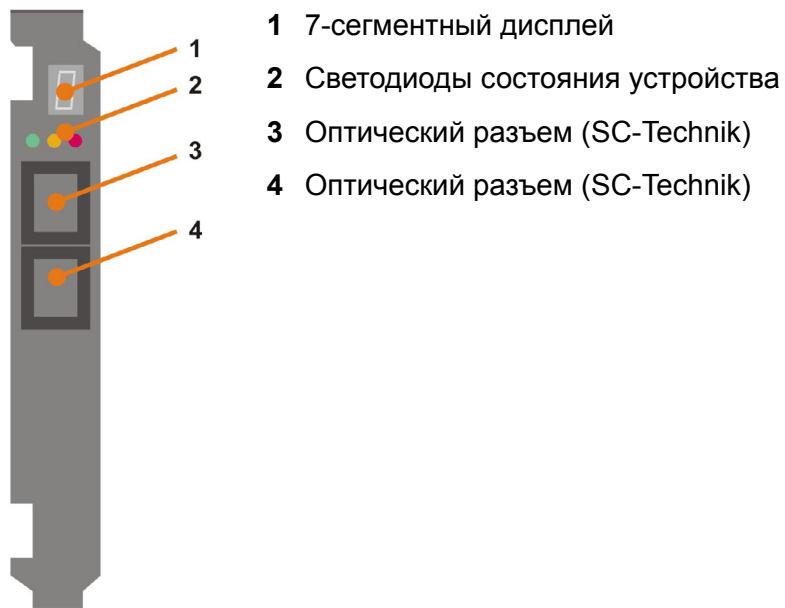 1
2
3
4
1 7-сегментный дисплей
2 Светодиоды состояния устройства
3 Оптический разъем (SC-Technik)
4 Оптический разъем (SC-Technik)